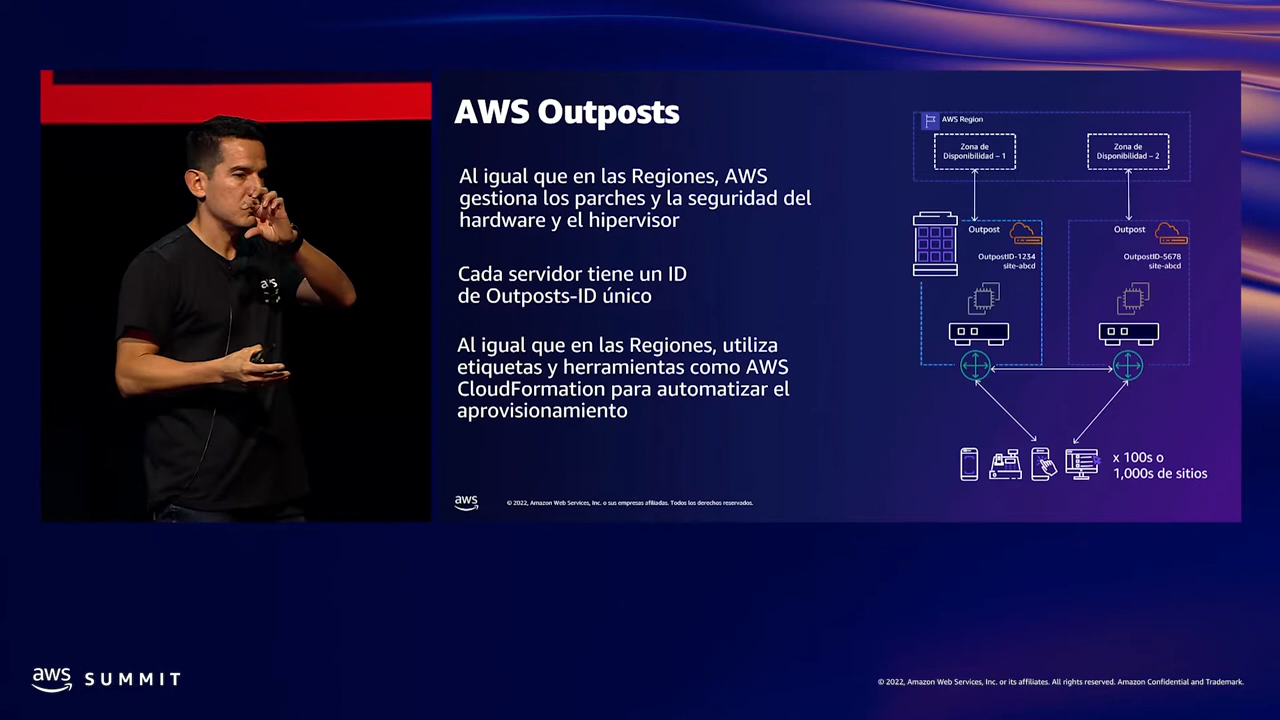 AWS Outposts
Al igual que en las Regiones, AWS
gestiona los parches y la seguridad del
hardware y el hipervisor
Cada servidor tiene un ID
de Outposts-ID único
Al igual que en las Regiones, utiliza
etiquetas y herramientas como AWS
CloudFormation para automatizar el
aprovisionamiento
AWS Region
Zona de
Disponibilidad – 1
Zona de
Disponibilidad – 2
Outpost
OutpostID-1234
site-abcd
Outpost
OutpostID-5678
site-abcd
x 100s o
1,000s de sitios
aws
© 2022, Amazon Web Services, Inc. o sus empresas afiliadas. Todos los derechos reservados.
aws
aws SUMMIT
© 2022, Amazon Web Services, Inc. or its affiliates. All rights reserved. Amazon Confidential and Trademark.